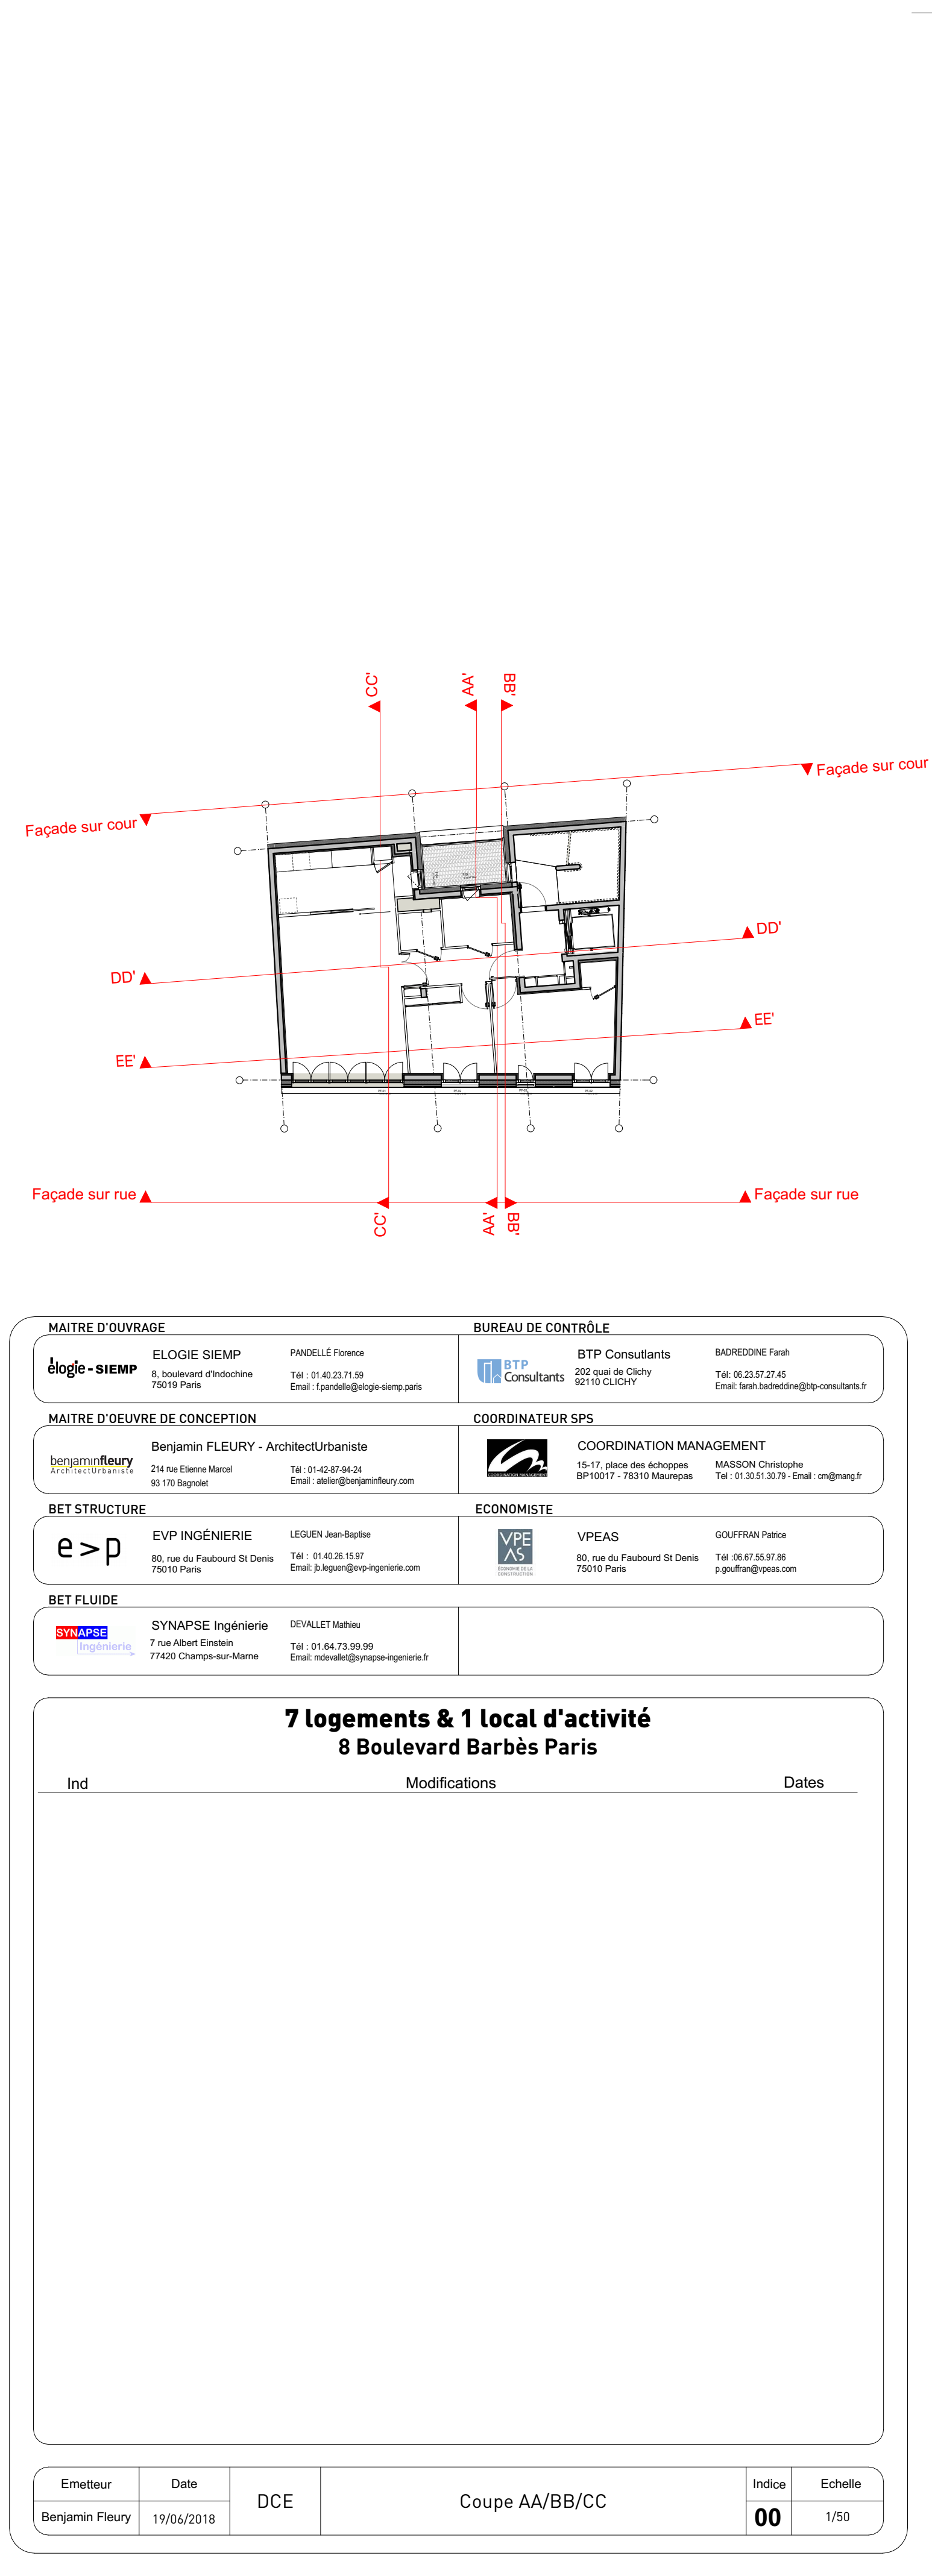 CC'
AA'
BB'
Façade sur cour
Façade sur cour
DD'
DD'
EE'
EE'
Façade sur rue
Façade sur rue
CC'
AA'
BB'
MAITRE D'OUVRAGE
élogie-SIEMP
ELOGIE SIEMP
8, boulevard d'Indochine
75019 Paris
PANDELLÉ Florence
Tél : 01.40.23.71.59
Email : f.pandelle@elogie-siemp.paris
BUREAU DE CONTRÔLE
BTP
Consultants
BTP Consutlants
202 quai de Clichy
92110 CLICHY
BADREDDINE Farah
Tél: 06.23.57.27.45
Email: farah.badreddine@btp-consultants.fr
MAITRE D'OEUVRE DE CONCEPTION
benjaminfleury
ArchitectUrbaniste
Benjamin FLEURY - ArchitectUrbaniste
214 rue Etienne Marcel
93 170 Bagnolet
Tél : 01-42-87-94-24
Email : atelier@benjaminfleury.com
COORDINATEUR SPS
COORDINATION MANAGEMENT
COORDINATION MANAGEMENT
15-17, place des échoppes
BP10017 - 78310 Maurepas
MASSON Christophe
Tel : 01.30.51.30.79 - Email : cm@mang.fr
BET STRUCTURE
e>p
EVP INGÉNIERIE
80, rue du Faubourd St Denis
75010 Paris
LEGUEN Jean-Baptise
Tél : 01.40.26.15.97
Email: jb.leguen@evp-ingenierie.com
ECONOMISTE
VPE
AS
ECONOMIE DE LA
CONSTRUCTION
VPEAS
80, rue du Faubourd St Denis
75010 Paris
GOUFFRAN Patrice
Tél :06.67.55.97.86
p.gouffran@vpeas.com
BET FLUIDE
SYNAPSE
Ingénierie
SYNAPSE Ingénierie
7 rue Albert Einstein
77420 Champs-sur-Marne
DEVALLET Mathieu
Tél : 01.64.73.99.99
Email: mdevallet@synapse-ingenierie.fr
7 logements & 1 local d'activité
8 Boulevard Barbès Paris
Ind Modifications Dates
Emetteur Date DCE Coupe AA/BB/CC Indice Echelle
Benjamin Fleury 19/06/2018 00 1/50